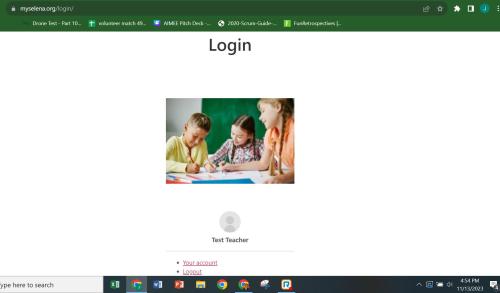 myselena.org/login/
Drone Test - Part 10... volunteer match 49... AIMEE Pitch Deck -... 2020-Scrum-Guide-... FunRetrospectives |...
Login
Test Teacher
Your account
Logout
ype here to search
4:54 PM
11/13/2023